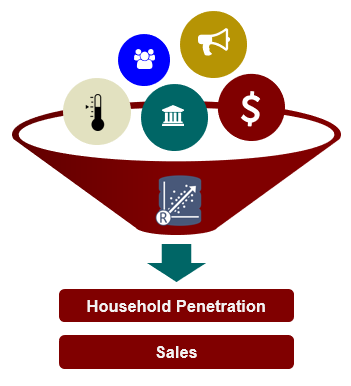 $
R
Household Penetration
Sales